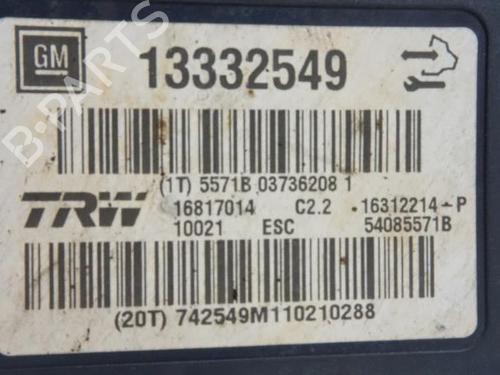 GM 13332549
(1T) 5571B 03736208 1
TRW
16817014 C2.2 16312214-P
10021 ESC 54085571B
(20T) 742549M110210288
B-PARTS